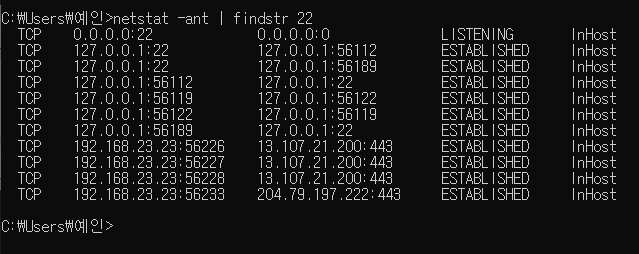 C:₩Users₩예인>netstat -ant | findstr 22
TCP 0.0.0.0:22 0.0.0.0:0 LISTENING InHost
TCP 127.0.0.1:22 127.0.0.1:56112 ESTABLISHED InHost
TCP 127.0.0.1:22 127.0.0.1:56189 ESTABLISHED InHost
TCP 127.0.0.1:56112 127.0.0.1:22 ESTABLISHED InHost
TCP 127.0.0.1:56119 127.0.0.1:56122 ESTABLISHED InHost
TCP 127.0.0.1:56122 127.0.0.1:56119 ESTABLISHED InHost
TCP 127.0.0.1:56189 127.0.0.1:22 ESTABLISHED InHost
TCP 192.168.23.23:56226 13.107.21.200:443 ESTABLISHED InHost
TCP 192.168.23.23:56227 13.107.21.200:443 ESTABLISHED InHost
TCP 192.168.23.23:56228 13.107.21.200:443 ESTABLISHED InHost
TCP 192.168.23.23:56233 204.79.197.222:443 ESTABLISHED InHost
C:₩Users₩예인>